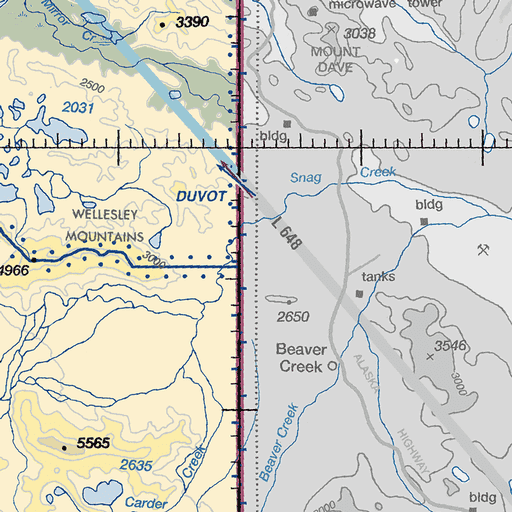 microwave tower
3390
Mirror
Creek
3038
MOUNT
DAVE
2500
2031
bldg
Snag Creek
DUVOT
bldg
WELLESLEY
MOUNTAINS
L 648
3000
4966
tanks
2650
3546
Beaver
Creek
3000
ALASKA
HIGHWAY
5565
2635
Creek
Beaver Creek
Carder
bldg